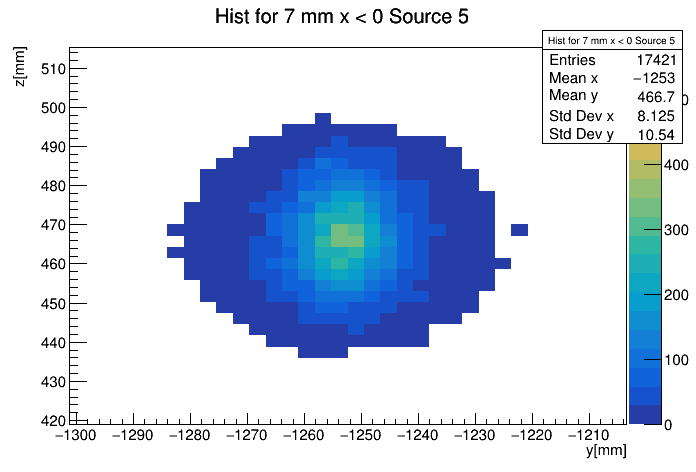 Hist for 7 mm x < 0 Source 5
z[mm]
Hist for 7 mm x < 0 Source 5
Entries 17421
Mean x −1253
Mean y 466.7
Std Dev x 8.125
Std Dev y 10.54
510
500
490
480
470
460
450
440
430
420
−1300 −1290 −1280 −1270 −1260 −1250 −1240 −1230 −1220 −1210
y[mm]
0
400
300
200
100
0